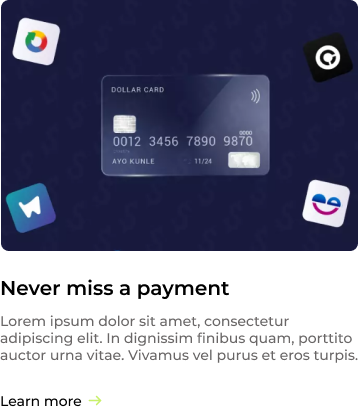 DOLLAR CARD
0012 3456 7890 9870
0000
AYO KUNLE 11/24
Never miss a payment
Lorem ipsum dolor sit amet, consectetur
adipiscing elit. In dignissim finibus quam, porttito
auctor urna vitae. Vivamus vel purus et eros turpis.
Learn more